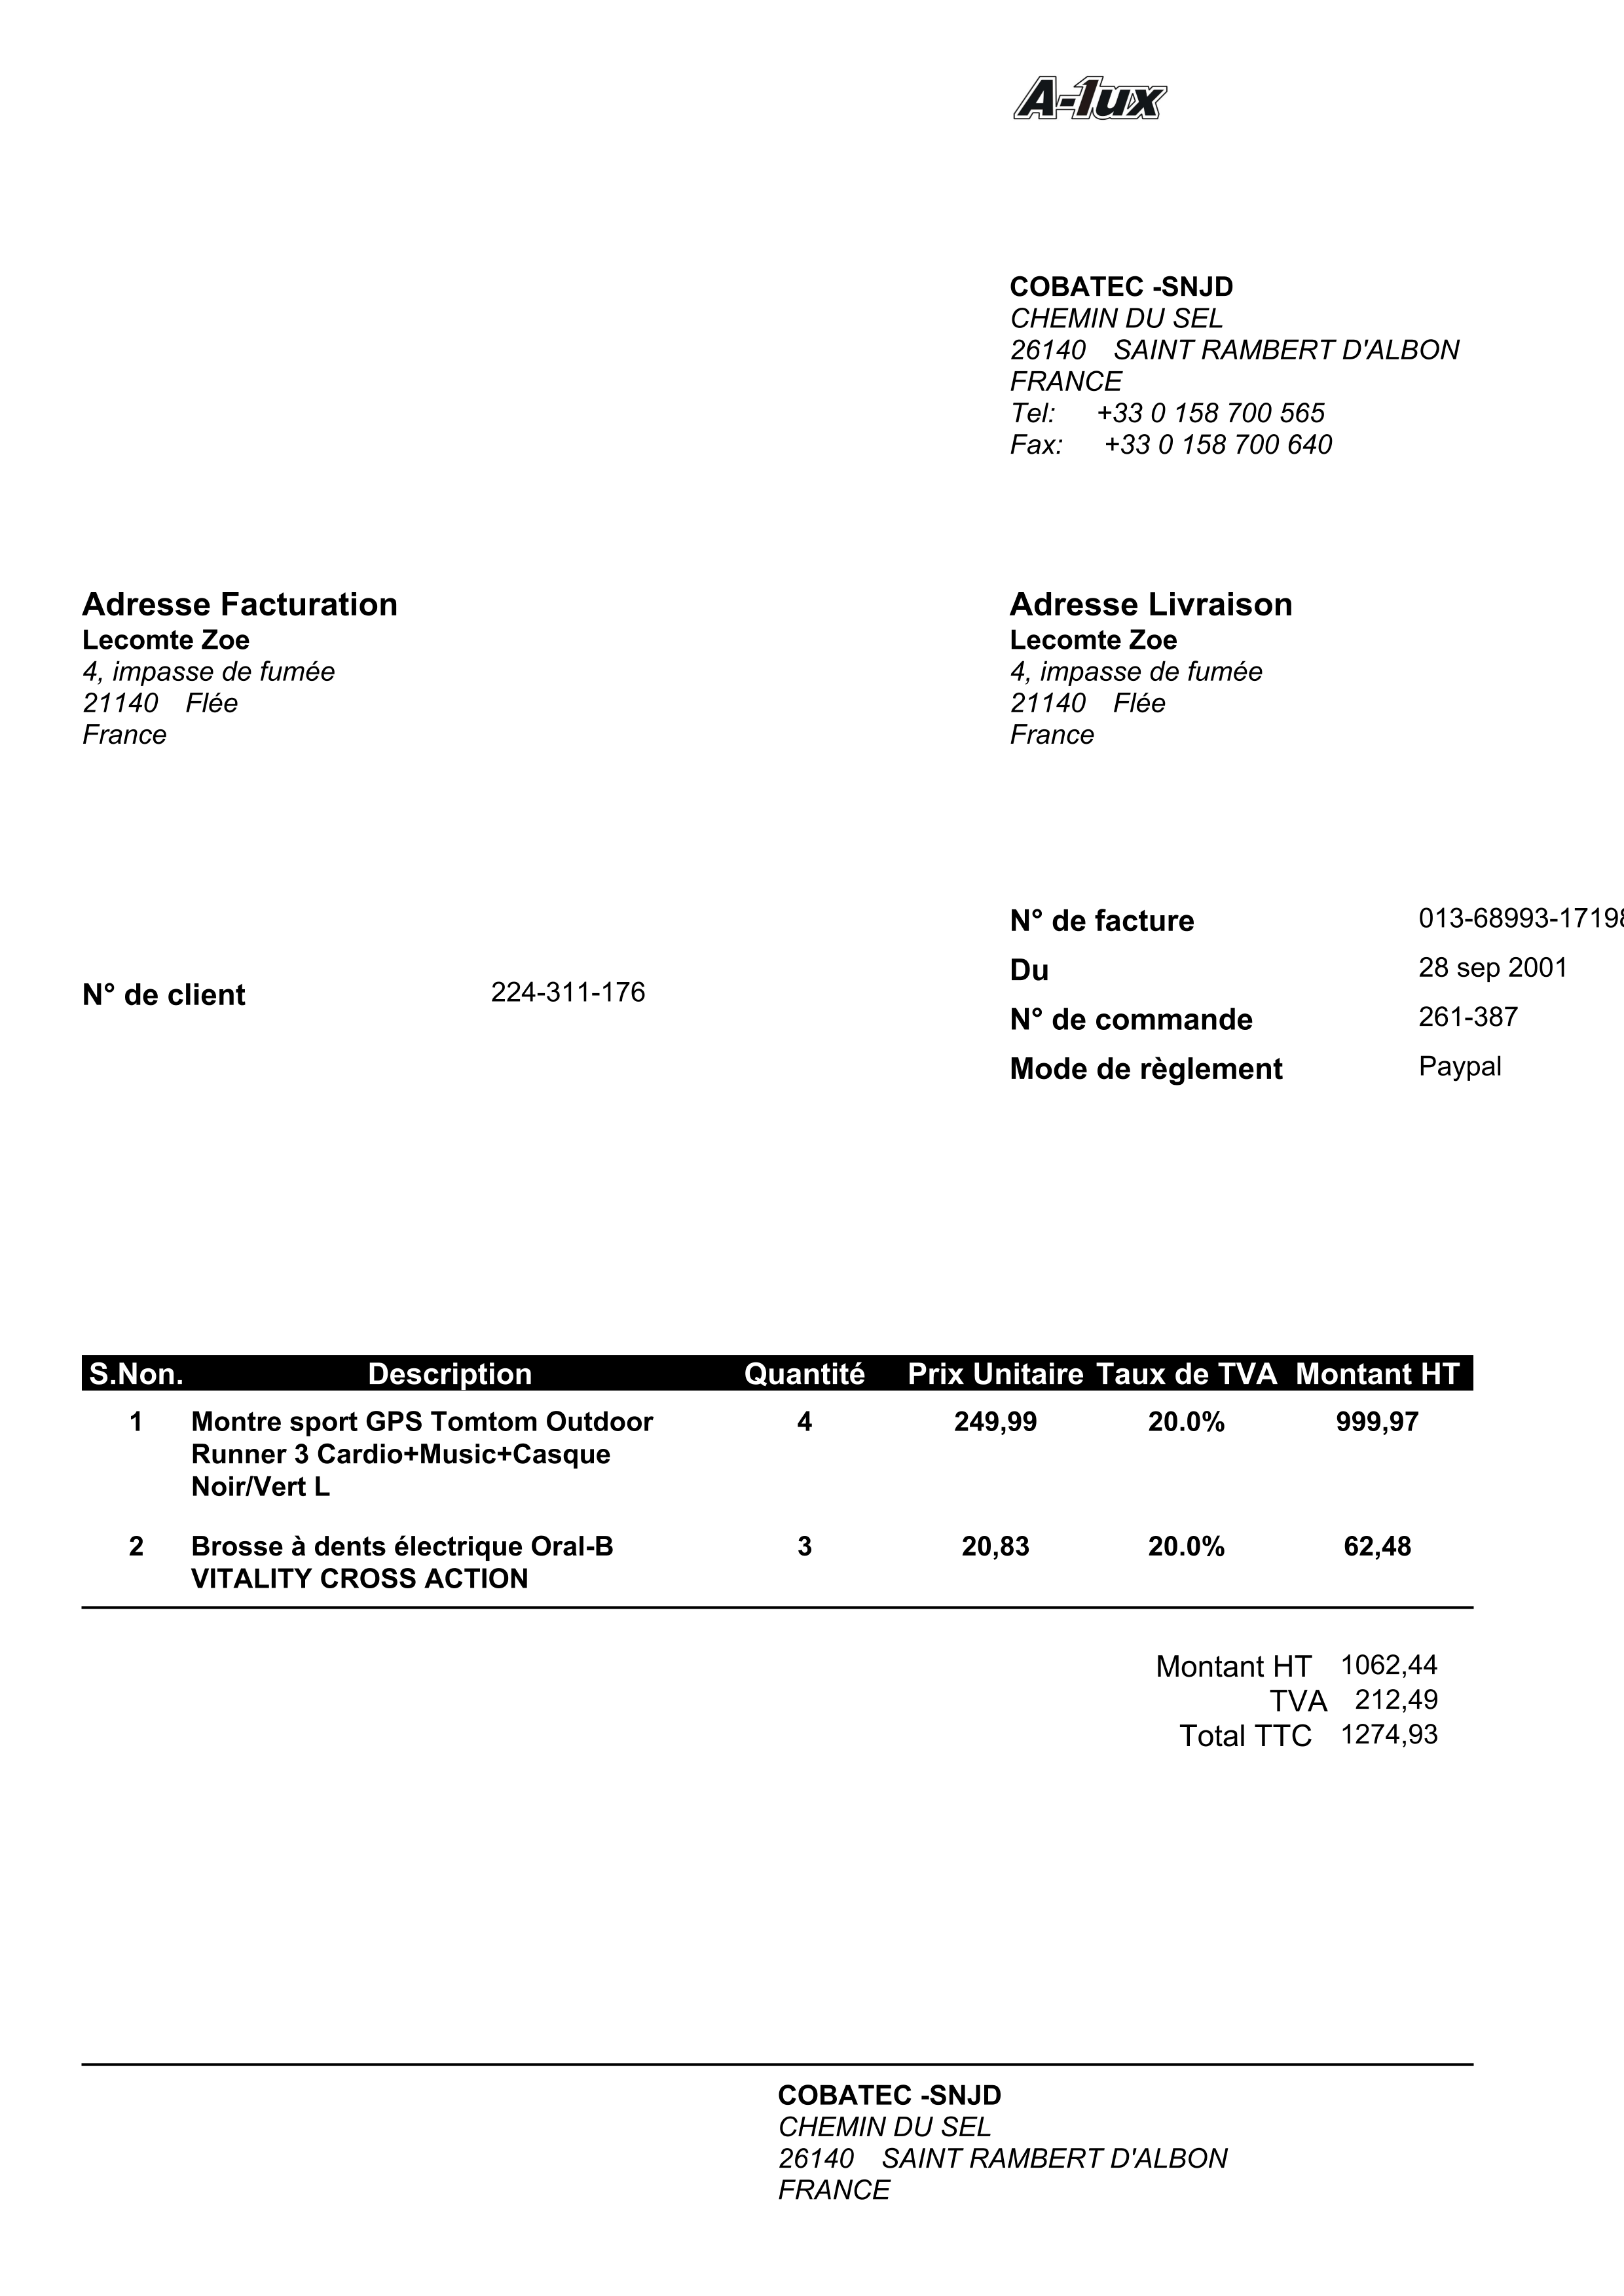 A-1ux
COBATEC -SNJD
CHEMIN DU SEL
26140 SAINT RAMBERT D'ALBON
FRANCE
Tel: +33 0 158 700 565
Fax: +33 0 158 700 640
Adresse Facturation
Lecomte Zoe
4, impasse de fumée
21140 Flée
France
Adresse Livraison
Lecomte Zoe
4, impasse de fumée
21140 Flée
France
N° de client 224-311-176
N° de facture 013-68993-17198
Du 28 sep 2001
N° de commande 261-387
Mode de règlement Paypal
S.Non. Description Quantité Prix Unitaire Taux de TVA Montant HT
1 Montre sport GPS Tomtom Outdoor 4 249,99 20.0% 999,97
Runner 3 Cardio+Music+Casque
Noir/Vert L
2 Brosse à dents électrique Oral-B 3 20,83 20.0% 62,48
VITALITY CROSS ACTION
Montant HT 1062,44
TVA 212,49
Total TTC 1274,93
COBATEC -SNJD
CHEMIN DU SEL
26140 SAINT RAMBERT D'ALBON
FRANCE